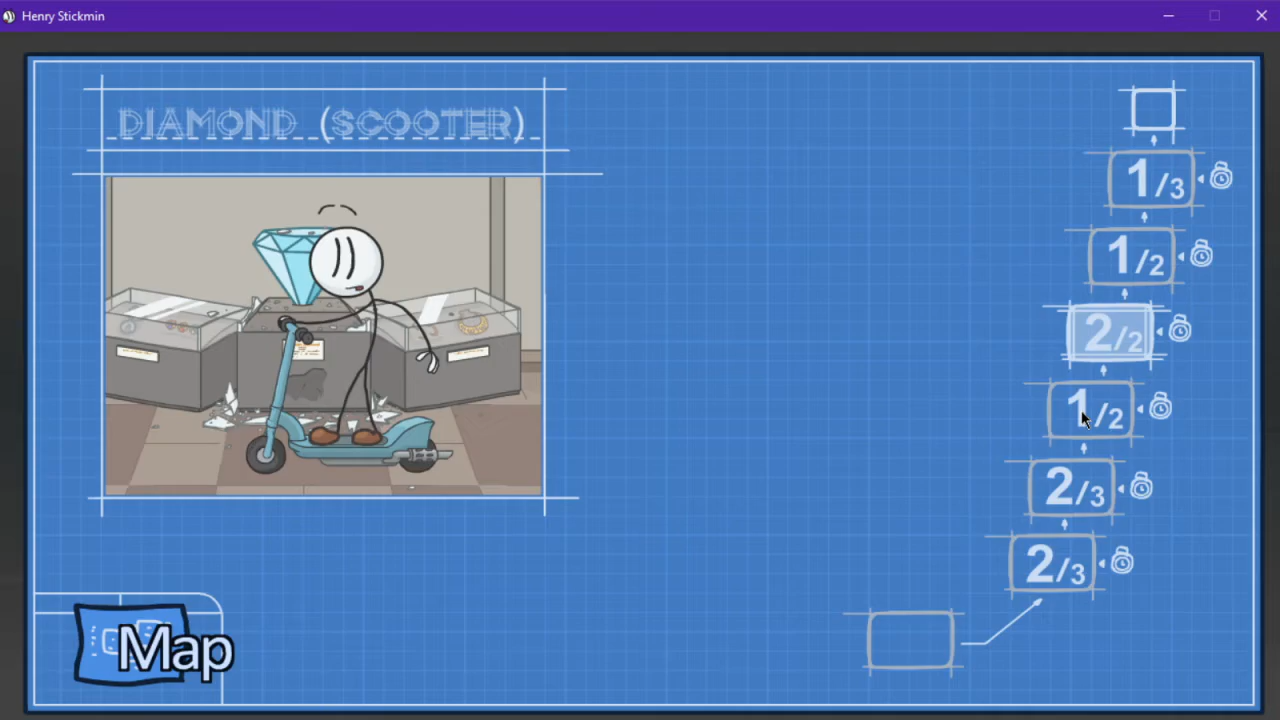 Henry Stickmin
DIAMOND (SCOOTER)
1/3
1/2
2/2
1/2
2/3
2/3
Map